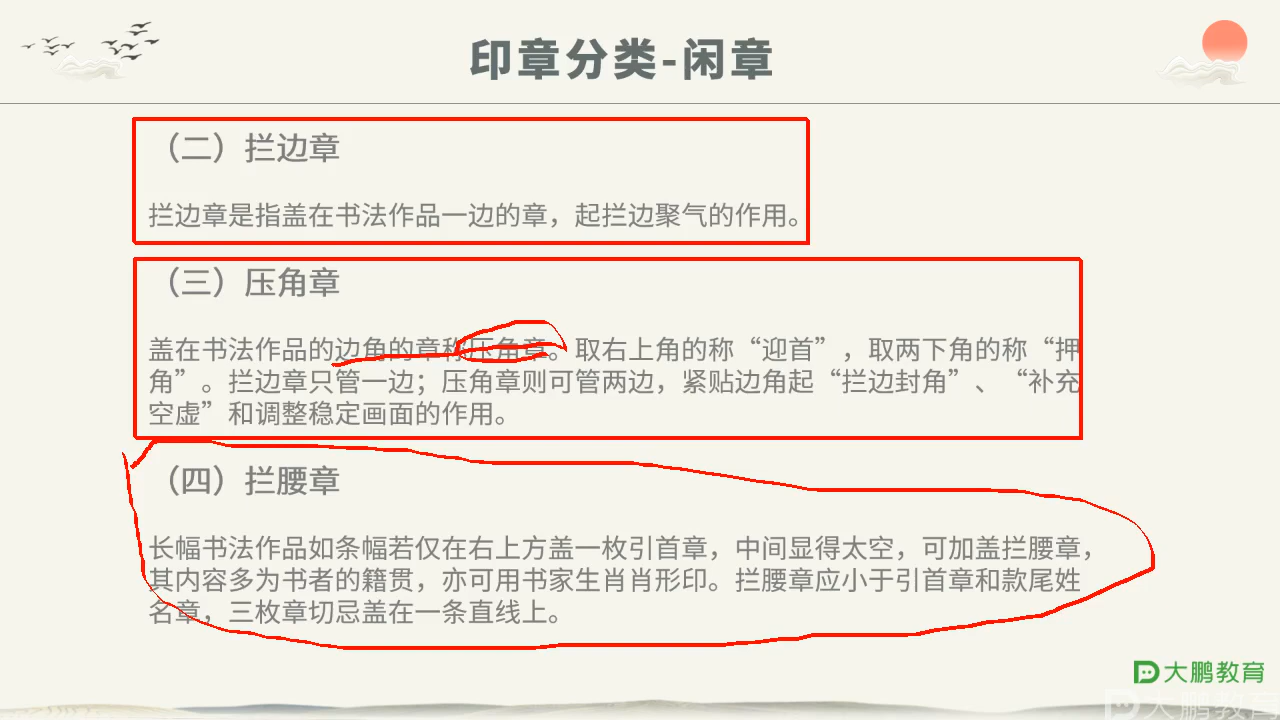 印章分类-闲章
（二）拦边章
拦边章是指盖在书法作品一边的章，起拦边聚气的作用。
（三）压角章
盖在书法作品的边角的章称压角章。取右上角的称“迎首”，取两下角的称“押
角”。拦边章只管一边；压角章则可管两边，紧贴边角起“拦边封角”、“补充
空虚”和调整稳定画面的作用。
（四）拦腰章
长幅书法作品如条幅若仅在右上方盖一枚引首章，中间显得太空，可加盖拦腰章，
其内容多为书者的籍贯，亦可用书家生肖肖形印。拦腰章应小于引首章和款尾姓
名章，三枚章切忌盖在一条直线上。
大鹏教育
大鹏教育